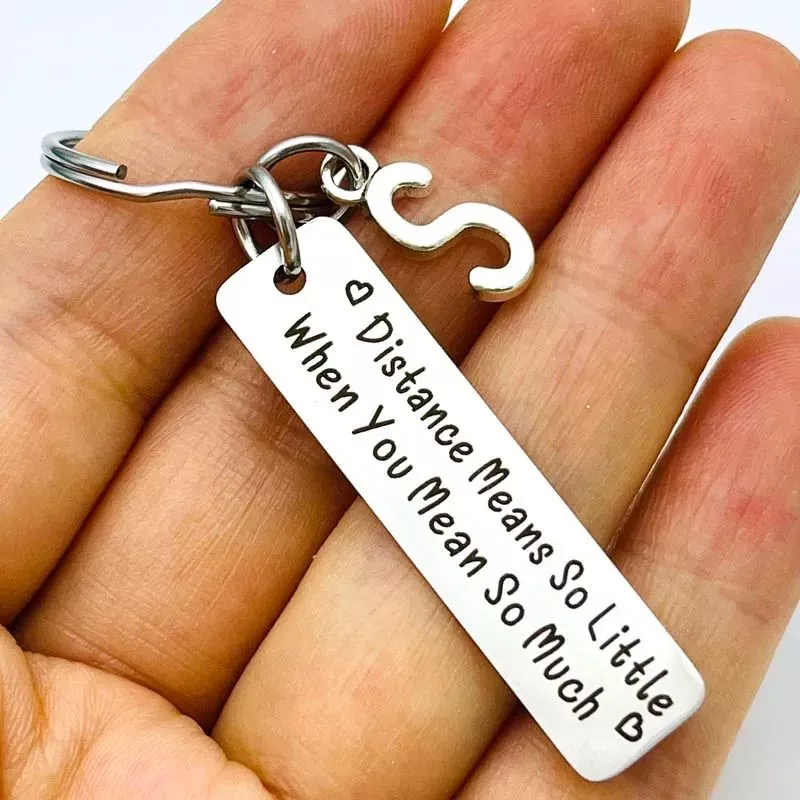 S
♡ Distance Means So Little
When You Mean So Much ♡